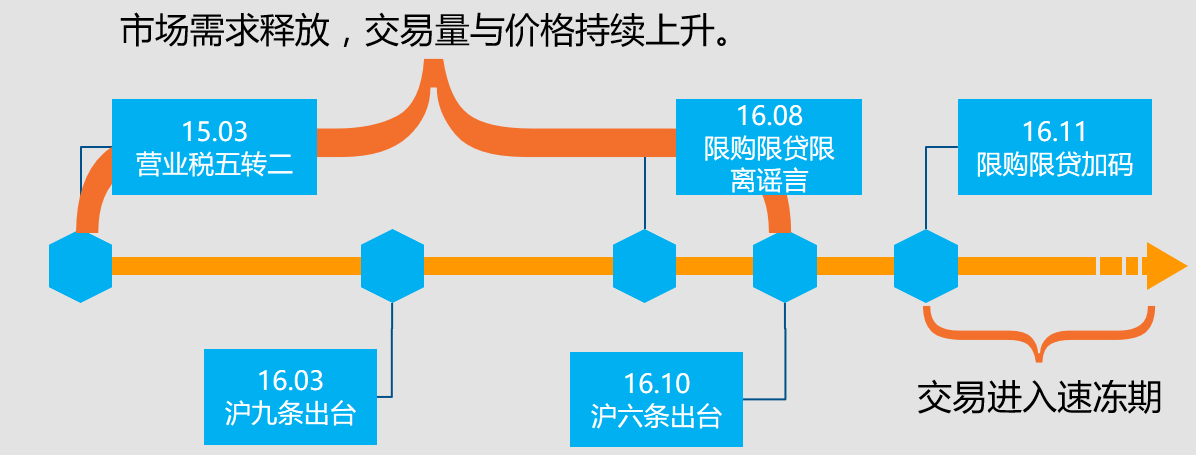 市场需求释放，交易量与价格持续上升。
15.03
营业税五转二
16.08
限购限贷限
离谣言
16.11
限购限贷加码
16.03
沪九条出台
16.10
沪六条出台
交易进入速冻期